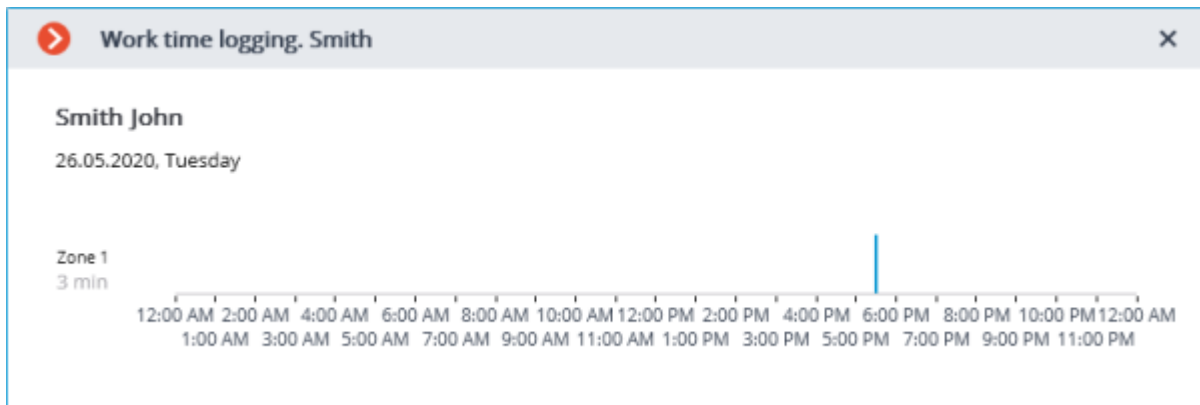 Work time logging. Smith
Smith John
26.05.2020, Tuesday
Zone 1
3 min
12:00 AM 2:00 AM 4:00 AM 6:00 AM 8:00 AM 10:00 AM 12:00 PM 2:00 PM 4:00 PM 6:00 PM 8:00 PM 10:00 PM 12:00 AM
1:00 AM 3:00 AM 5:00 AM 7:00 AM 9:00 AM 11:00 AM 1:00 PM 3:00 PM 5:00 PM 7:00 PM 9:00 PM 11:00 PM